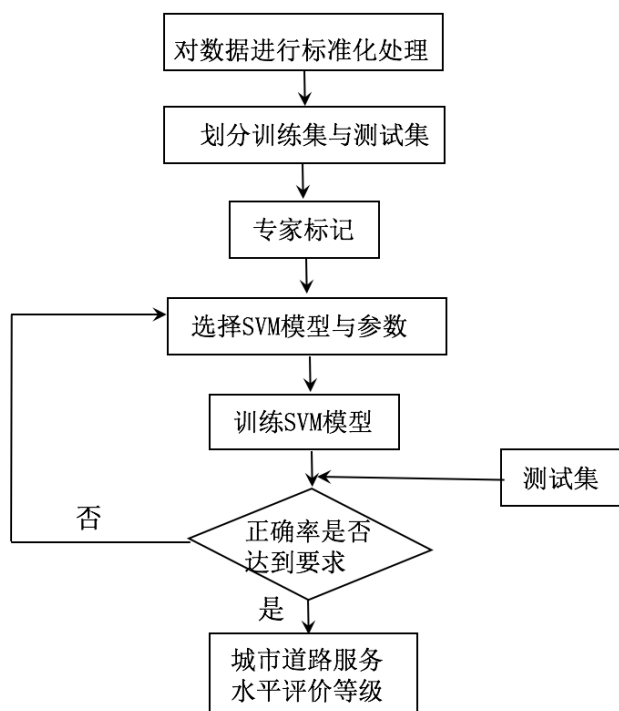 对数据进行标准化处理
划分训练集与测试集
专家标记
选择SVM模型与参数
训练SVM模型
测试集
否
正确率是否
达到要求
是
城市道路服务
水平评价等级